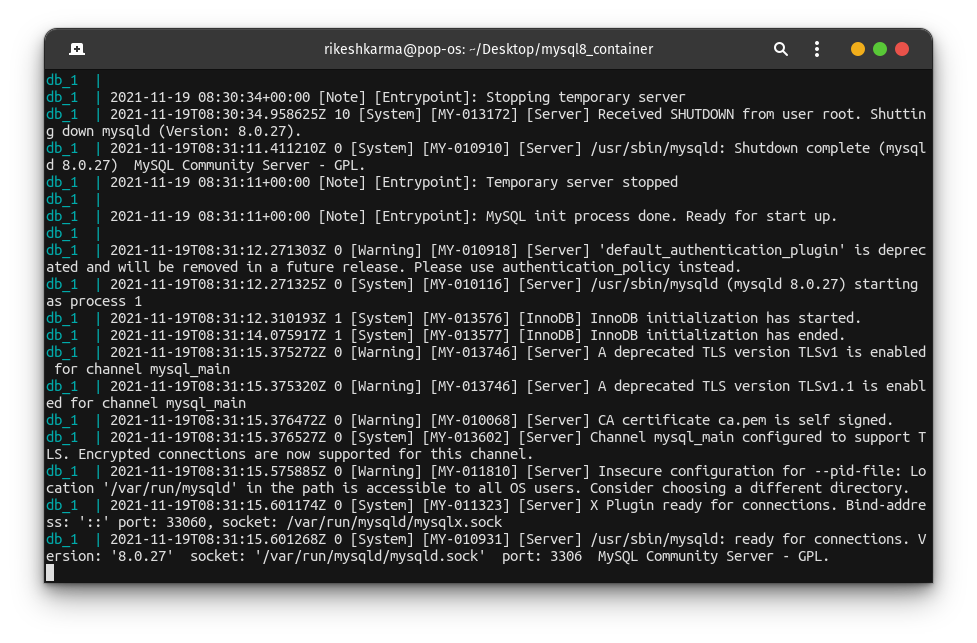 rikeshkarma@pop-os: ~/Desktop/mysql8_container
db_1  |
db_1  | 2021-11-19 08:30:34+00:00 [Note] [Entrypoint]: Stopping temporary server
db_1  | 2021-11-19T08:30:34.958625Z 10 [System] [MY-013172] [Server] Received SHUTDOWN from user root. Shuttin
g down mysqld (Version: 8.0.27).
db_1  | 2021-11-19T08:31:11.411210Z 0 [System] [MY-010910] [Server] /usr/sbin/mysqld: Shutdown complete (mysql
d 8.0.27)  MySQL Community Server - GPL.
db_1  | 2021-11-19 08:31:11+00:00 [Note] [Entrypoint]: Temporary server stopped
db_1  |
db_1  | 2021-11-19 08:31:11+00:00 [Note] [Entrypoint]: MySQL init process done. Ready for start up.
db_1  |
db_1  | 2021-11-19T08:31:12.271303Z 0 [Warning] [MY-010918] [Server] 'default_authentication_plugin' is deprec
ated and will be removed in a future release. Please use authentication_policy instead.
db_1  | 2021-11-19T08:31:12.271325Z 0 [System] [MY-010116] [Server] /usr/sbin/mysqld (mysqld 8.0.27) starting
as process 1
db_1  | 2021-11-19T08:31:12.310193Z 1 [System] [MY-013576] [InnoDB] InnoDB initialization has started.
db_1  | 2021-11-19T08:31:14.075917Z 1 [System] [MY-013577] [InnoDB] InnoDB initialization has ended.
db_1  | 2021-11-19T08:31:15.375272Z 0 [Warning] [MY-013746] [Server] A deprecated TLS version TLSv1 is enabled
 for channel mysql_main
db_1  | 2021-11-19T08:31:15.375320Z 0 [Warning] [MY-013746] [Server] A deprecated TLS version TLSv1.1 is enabl
ed for channel mysql_main
db_1  | 2021-11-19T08:31:15.376472Z 0 [Warning] [MY-010068] [Server] CA certificate ca.pem is self signed.
db_1  | 2021-11-19T08:31:15.376527Z 0 [System] [MY-013602] [Server] Channel mysql_main configured to support T
LS. Encrypted connections are now supported for this channel.
db_1  | 2021-11-19T08:31:15.575885Z 0 [Warning] [MY-011810] [Server] Insecure configuration for --pid-file: Lo
cation '/var/run/mysqld' in the path is accessible to all OS users. Consider choosing a different directory.
db_1  | 2021-11-19T08:31:15.601174Z 0 [System] [MY-011323] [Server] X Plugin ready for connections. Bind-addre
ss: '::' port: 33060, socket: /var/run/mysqld/mysqlx.sock
db_1  | 2021-11-19T08:31:15.601268Z 0 [System] [MY-010931] [Server] /usr/sbin/mysqld: ready for connections. V
ersion: '8.0.27'  socket: '/var/run/mysqld/mysqld.sock'  port: 3306  MySQL Community Server - GPL.